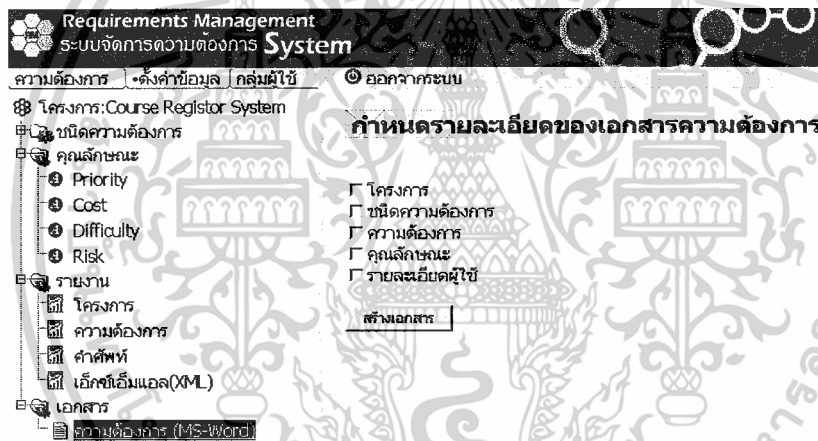 Requirements Management
ระบบจัดการความต้องการ System
ความต้องการ •ตั้งค่าข้อมูล กลุ่มผู้ใช้ ออกจากระบบ
โครงการ:Course Registor System
ชนิดความต้องการ
คุณลักษณะ
Priority
Cost
Difficulty
Risk
รายงาน
โครงการ
ความต้องการ
คำศัพท์
เอ็กซ์เอ็มแอล(XML)
เอกสาร
ความต้องการ (MS-Word)
กำหนดรายละเอียดของเอกสารความต้องการ
โครงการ
ชนิดความต้องการ
ความต้องการ
คุณลักษณะ
รายละเอียดผู้ใช้
สร้างเอกสาร